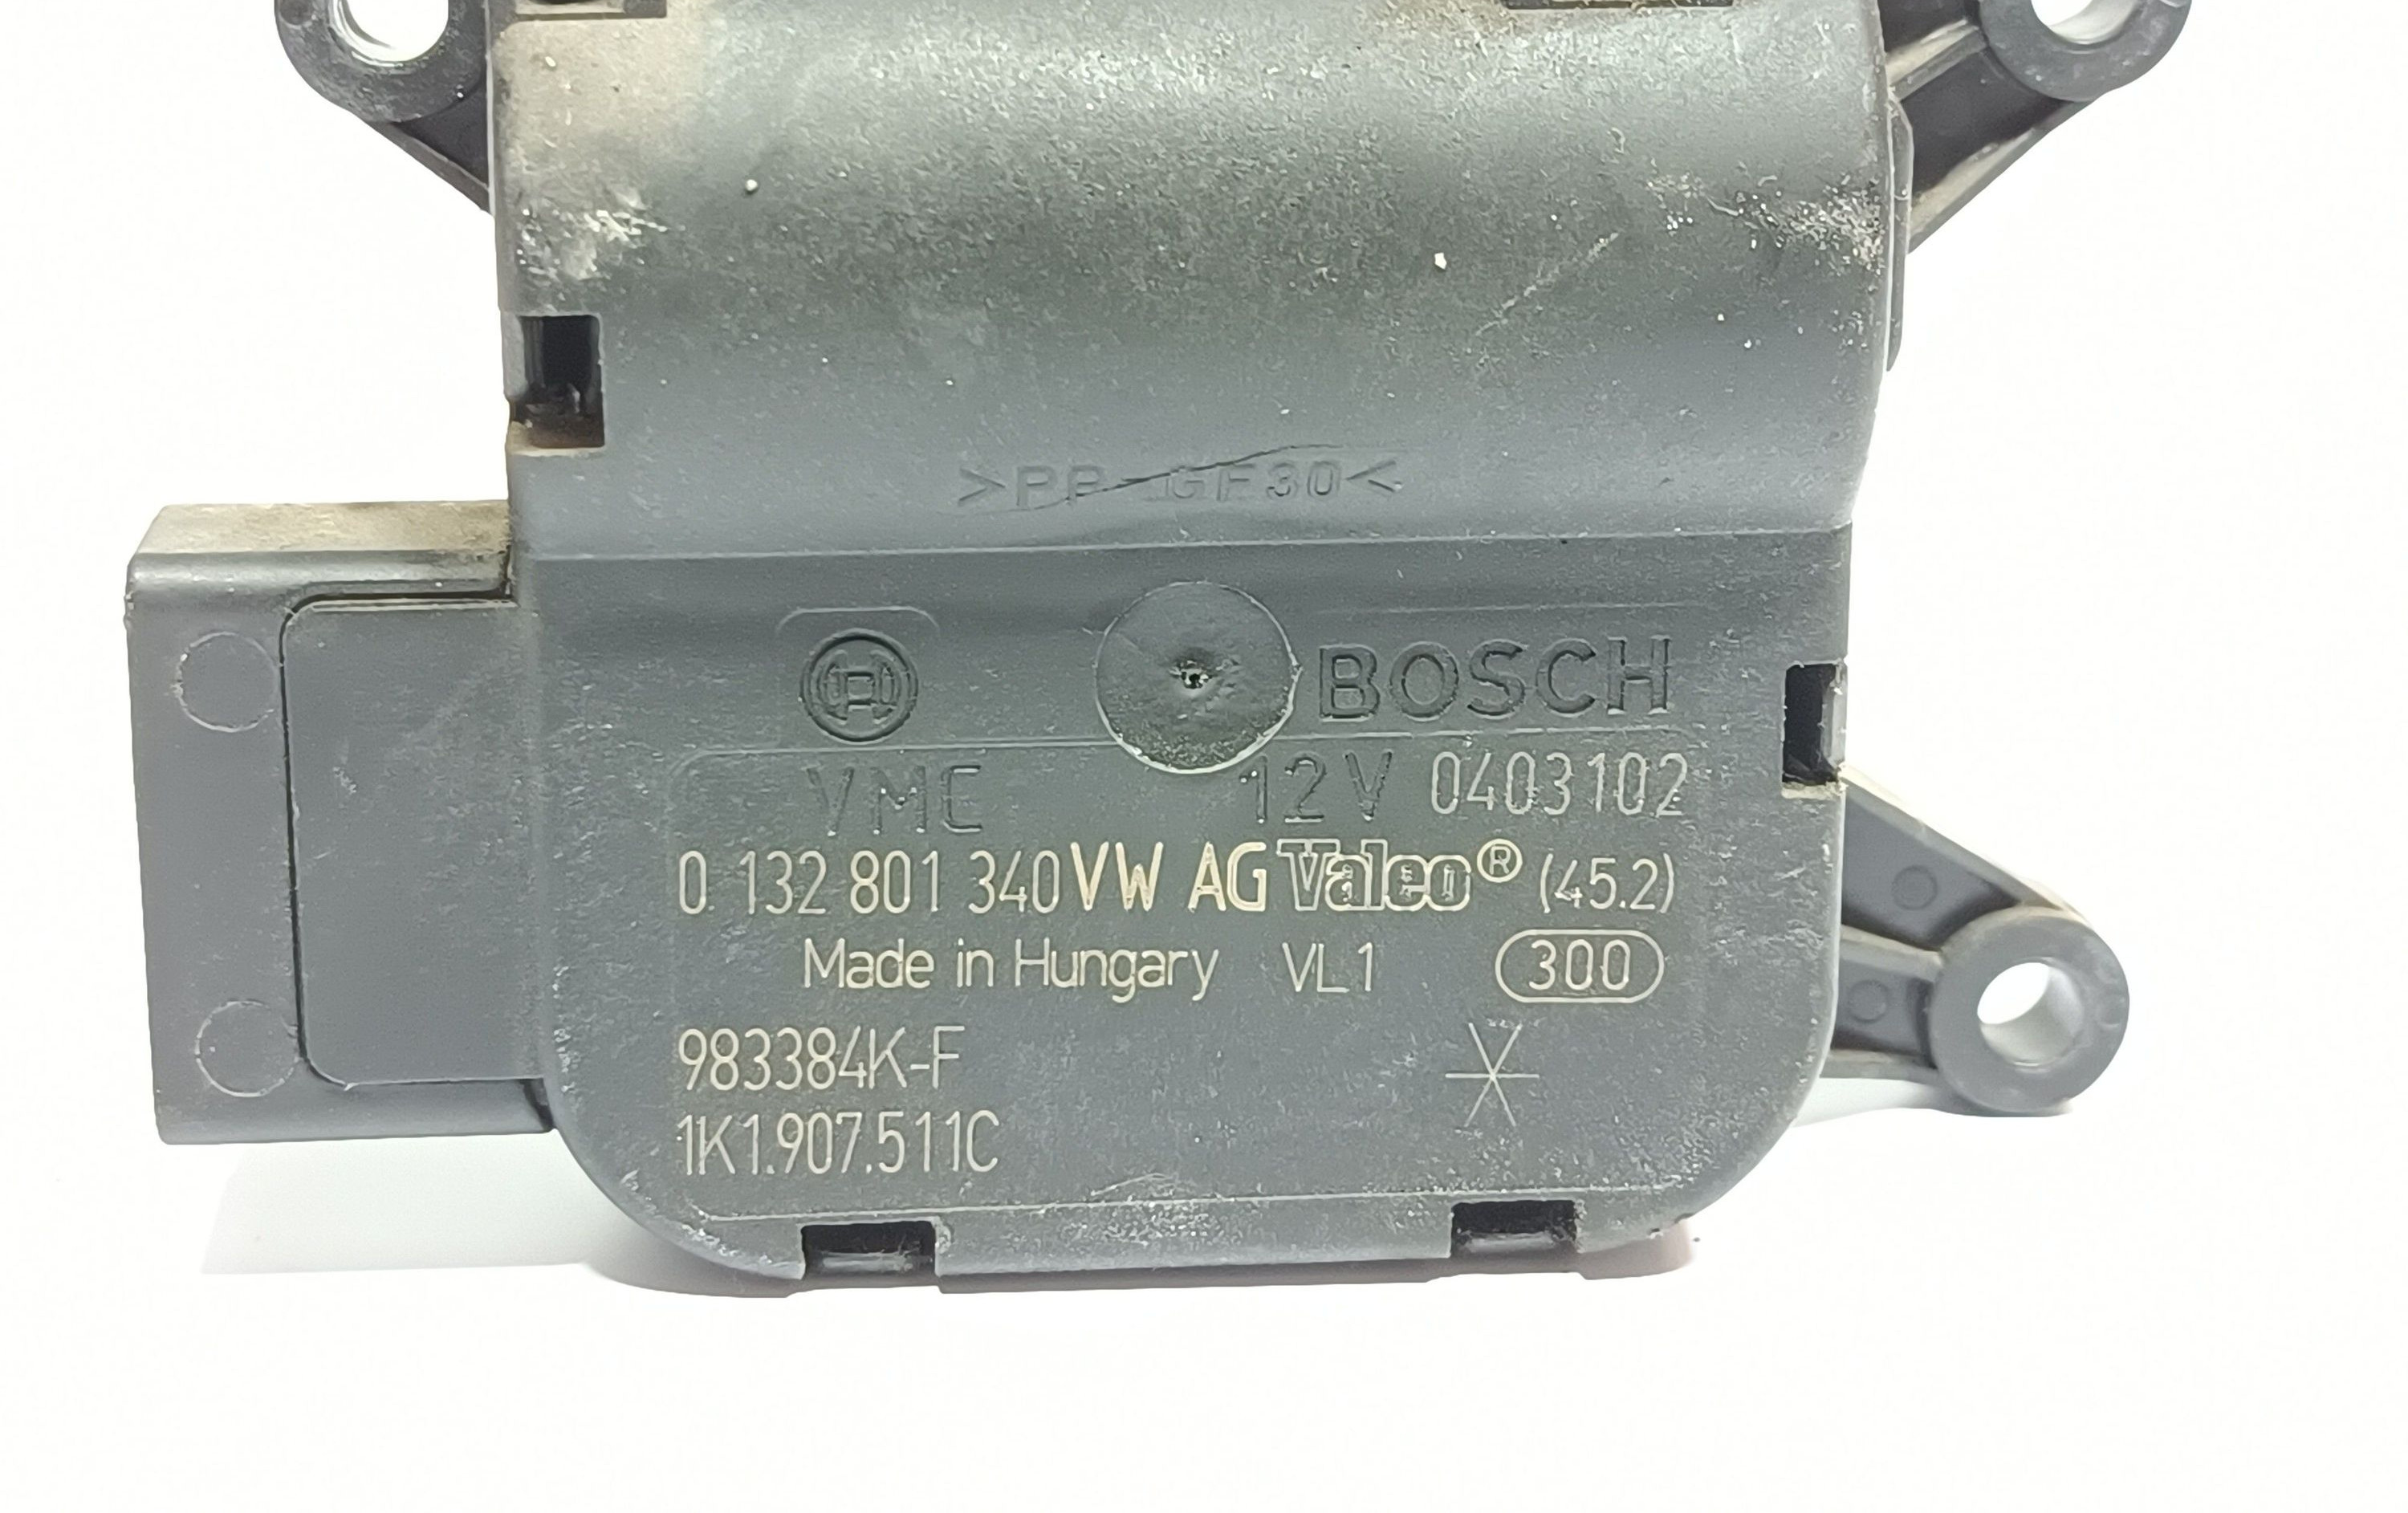 >PP-GF30<
BOSCH
VMC 12V 0403102
0 132 801 340 VW AG Valeo® (45.2)
Made in Hungary VL1 300
983384K-F
1K1.907.511C